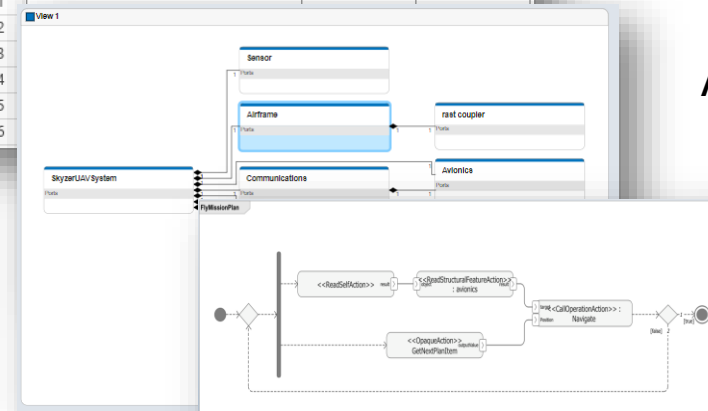 1
2
3
4
5
6
View 1
Sensor
Ports
Airframe
Ports
rast coupler
Ports
SkyzerUAVSystem
Ports
Communications
Ports
Avionics
Ports
1
1
1
1
1
1
1
FlyMissionPlan
<<ReadSelfAction>>
result
<<ReadStructuralFeatureAction>>
: avionics
object
result
<<CallOperationAction>> :
Navigate
target
Position
<<OpaqueAction>>
GetNextPlanItem
outputValue
[false]
[true]
A